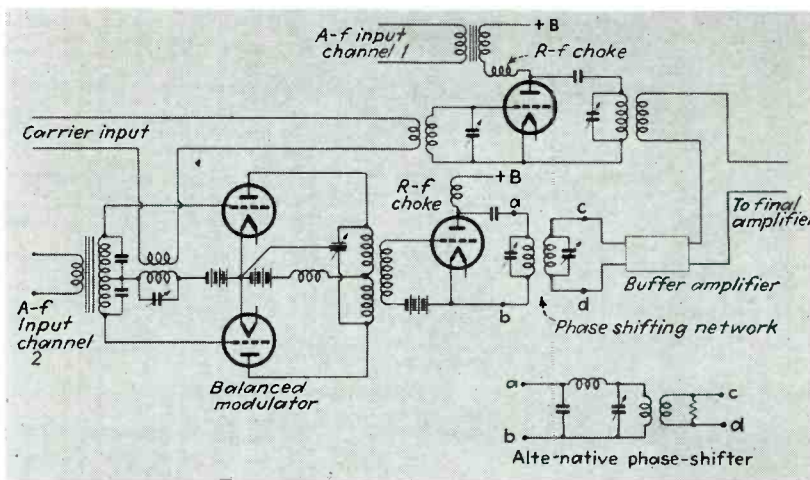 A-f input
channel 1
+B
R-f choke
Carrier input
R-f
choke
+B
a
c
To final
amplifier
A-f
input
channel
2
b
d
Buffer amplifier
Phase shifting network
Balanced
modulator
a
c
b
d
Alte-native phase-shifter